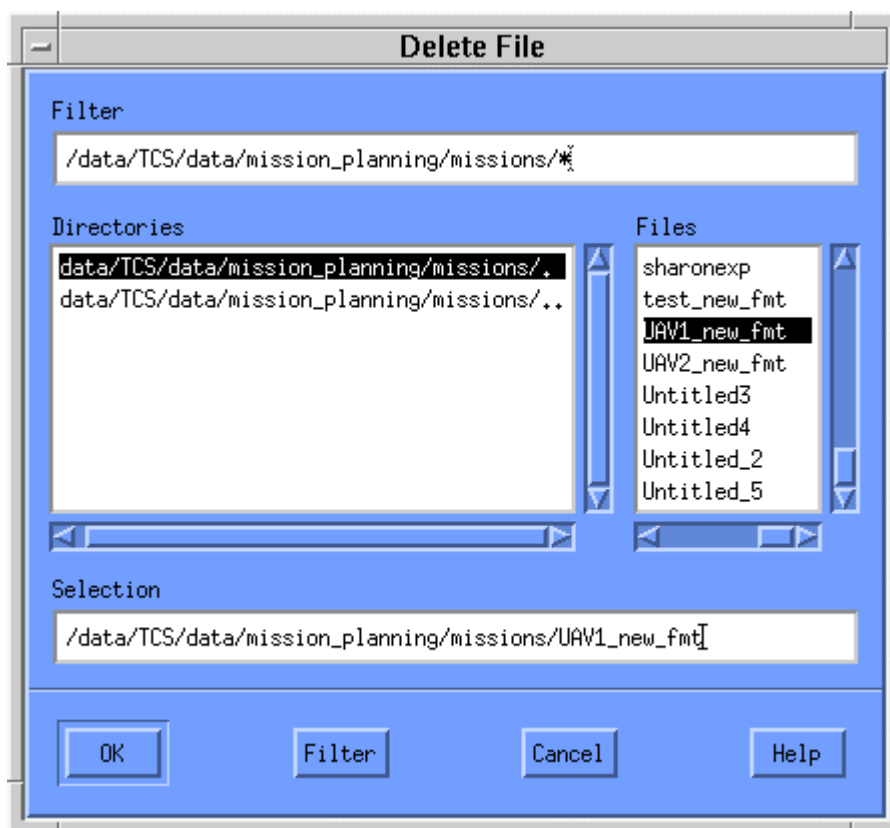 Delete File
Filter
/data/TCS/data/mission_planning/missions/*
Directories
data/TCS/data/mission_planning/missions/.
data/TCS/data/mission_planning/missions/..
Files
sharonexp
test_new_fmt
UAV1_new_fmt
UAV2_new_fmt
Untitled3
Untitled4
Untitled_2
Untitled_5
Selection
/data/TCS/data/mission_planning/missions/UAV1_new_fmt
OK
Filter
Cancel
Help